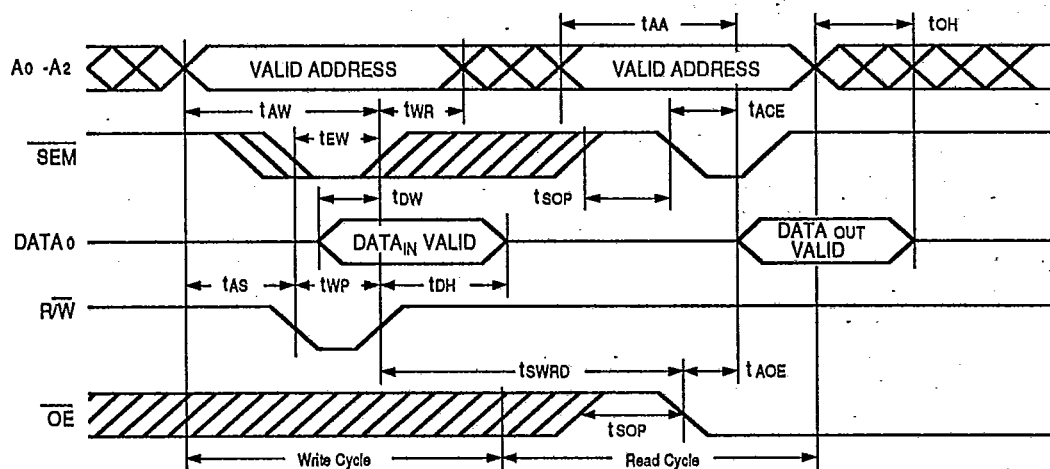 tAA
tOH
A0 -A2
VALID ADDRESS
VALID ADDRESS
tAW
tWR
tACE
SEM
tEW
tSOP
tDW
DATA0
DATAIN VALID
DATA OUT
VALID
tAS
tWP
tDH
R/W
tSWRD
tAOE
OE
tSOP
Write Cycle
Read Cycle